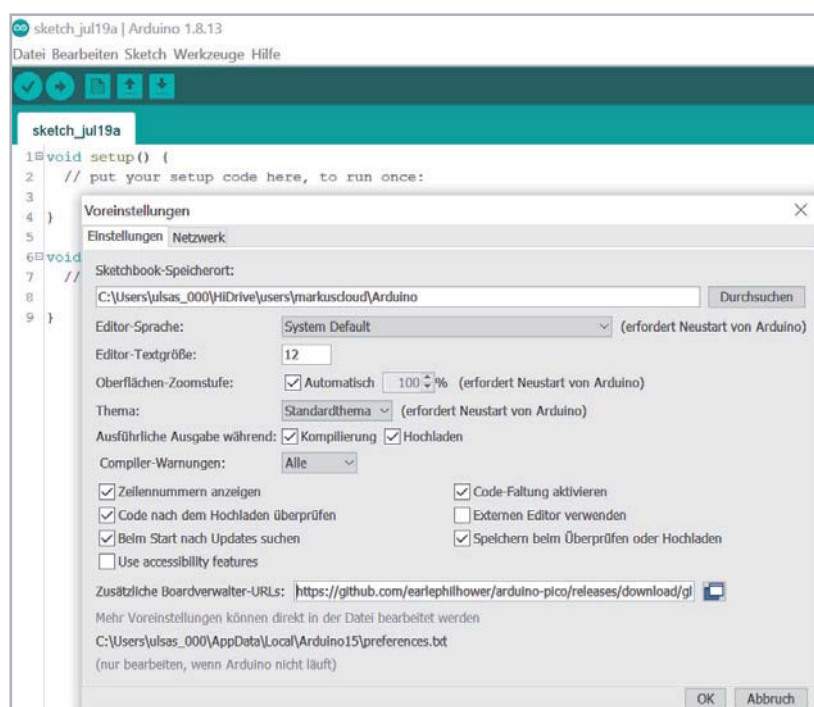 sketch_jul19a | Arduino 1.8.13
Datei Bearbeiten Sketch Werkzeuge Hilfe
sketch_jul19a
1 void setup() {
2 // put your setup code here, to run once:
3
4 }
5
6 void
7 //
8
9 }
Voreinstellungen
Einstellungen Netzwerk
Sketchbook-Speicherort:
C:\Users\ulsas_000\HiDrive\users\markuscloud\Arduino Durchsuchen
Editor-Sprache: System Default (erfordert Neustart von Arduino)
Editor-Textgröße: 12
Oberflächen-Zoomstufe: Automatisch 100 % (erfordert Neustart von Arduino)
Thema: Standardthema (erfordert Neustart von Arduino)
Ausführliche Ausgabe während: Kompilierung Hochladen
Compiler-Warnungen: Alle
Zeilennummern anzeigen Code-Faltung aktivieren
Code nach dem Hochladen überprüfen Externen Editor verwenden
Beim Start nach Updates suchen Speichern beim Überprüfen oder Hochladen
Use accessibility features
Zusätzliche Boardverwalter-URLs: https://github.com/earlephilhower/arduino-pico/releases/download/gl
Mehr Voreinstellungen können direkt in der Datei bearbeitet werden
C:\Users\ulsas_000\AppData\Local\Arduino15\preferences.txt
(nur bearbeiten, wenn Arduino nicht läuft)
OK Abbruch